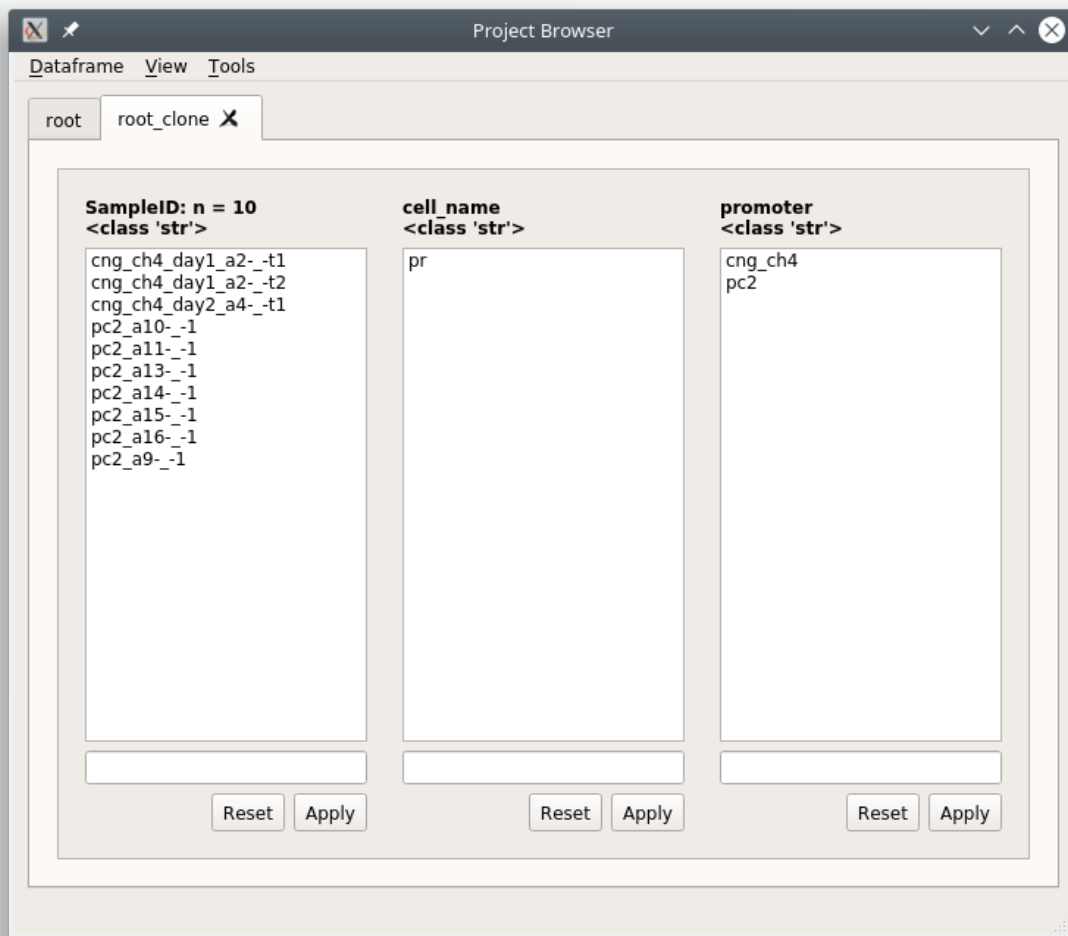 Project Browser
Dataframe View Tools
root root_clone
SampleID: n = 10
<class 'str'>
cng_ch4_day1_a2-_-t1
cng_ch4_day1_a2-_-t2
cng_ch4_day2_a4-_-t1
pc2_a10-_-1
pc2_a11-_-1
pc2_a13-_-1
pc2_a14-_-1
pc2_a15-_-1
pc2_a16-_-1
pc2_a9-_-1
Reset Apply
cell_name
<class 'str'>
pr
Reset Apply
promoter
<class 'str'>
cng_ch4
pc2
Reset Apply